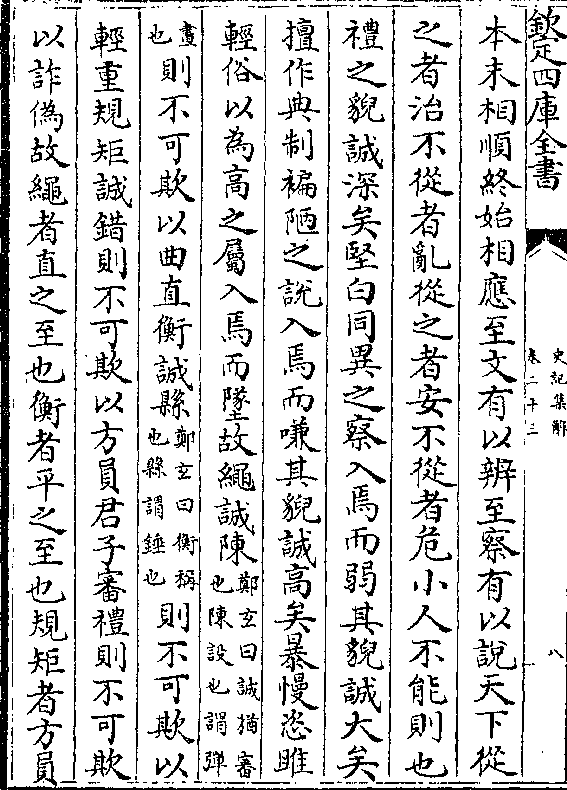 欽定四庫全書
史記集解
卷二十三
八
本末相順終始相應至文有以辨至察有以說天下從
之者治不從者亂從之者安不從者危小人不能則也
禮之貌誠深矣堅白同異之察入焉而弱其貌誠大矣
擅作典制褊陋之說入焉而嗛其貌誠高矣暴慢恣睢
輕俗以為高之屬入焉而墜故繩誠陳鄭玄曰誠猶審也陳設也謂彈
畫也則不可欺以曲直衡誠縣鄭玄曰衡稱也縣謂錘也則不可欺以
輕重規矩誠錯則不可欺以方員君子審禮則不可欺
以詐偽故繩者直之至也衡者平之至也規矩者方員